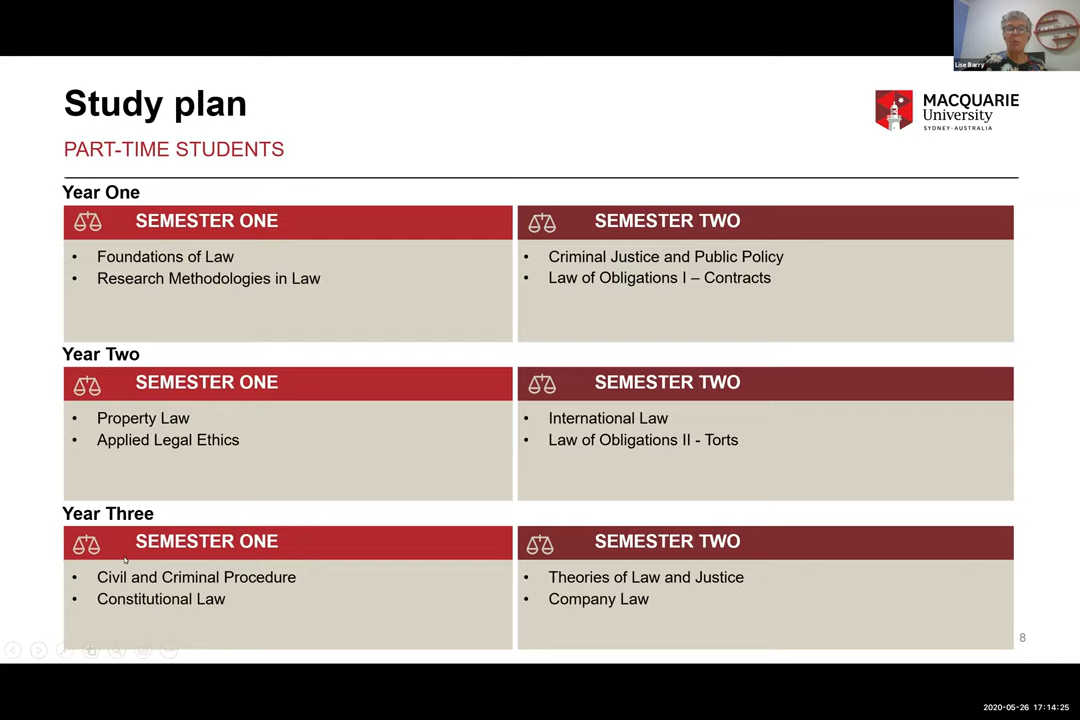 Lise Barry
Study plan
MACQUARIE
University
SYDNEY-AUSTRALIA
PART-TIME STUDENTS
Year One
SEMESTER ONE
• Foundations of Law
• Research Methodologies in Law
SEMESTER TWO
• Criminal Justice and Public Policy
• Law of Obligations I – Contracts
Year Two
SEMESTER ONE
• Property Law
• Applied Legal Ethics
SEMESTER TWO
• International Law
• Law of Obligations II - Torts
Year Three
SEMESTER ONE
• Civil and Criminal Procedure
• Constitutional Law
SEMESTER TWO
• Theories of Law and Justice
• Company Law
8
2020-05-26 17:14:25